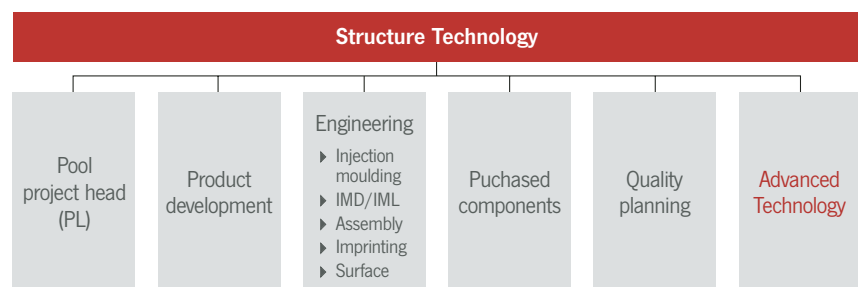 Structure Technology
Pool
project head
(PL)
Product
development
Engineering
Injection
moulding
IMD/IML
Assembly
Imprinting
Surface
Puchased
components
Quality
planning
Advanced
Technology